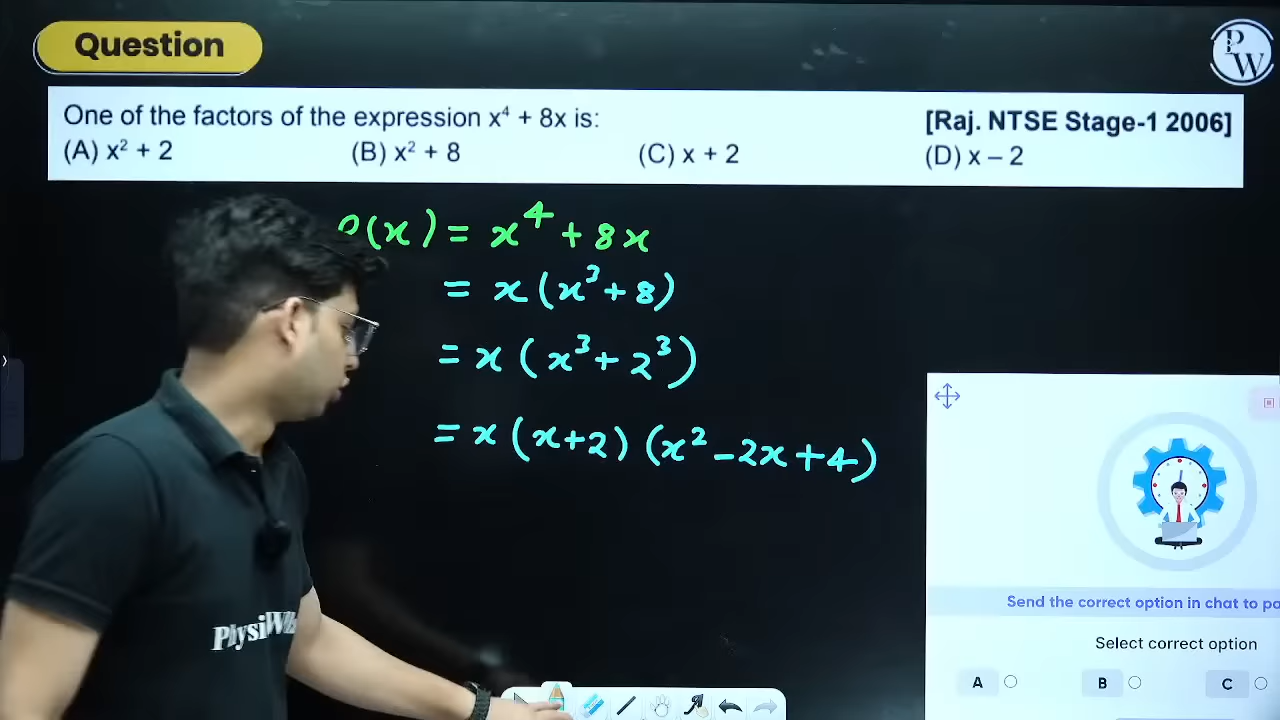 Question
PW
One of the factors of the expression x⁴ + 8x is: [Raj. NTSE Stage-1 2006]
(A) x² + 2 (B) x² + 8 (C) x + 2 (D) x – 2
(x) = x⁴ + 8x
= x (x³ + 8)
= x (x³ + 2³)
= x (x+2) (x² – 2x + 4)
Send the correct option in chat to
Select correct option
A B C